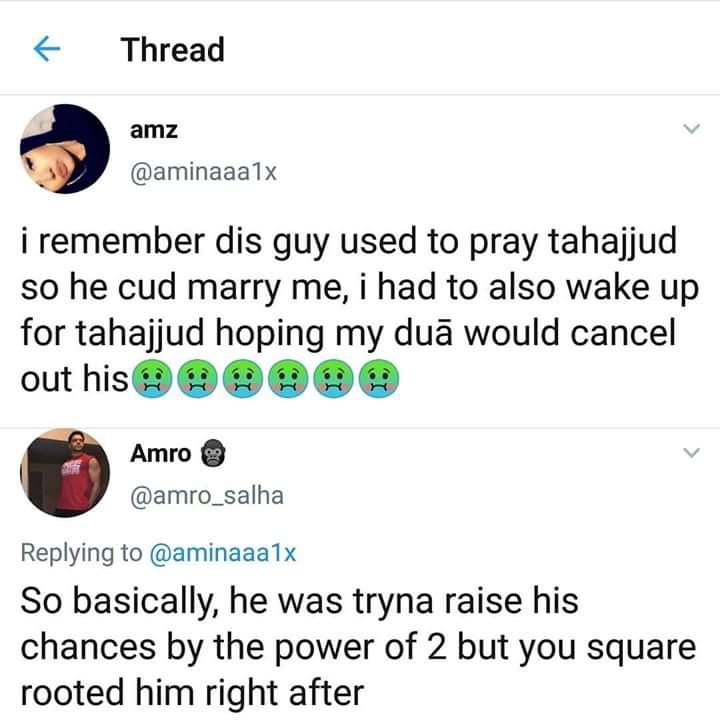 Thread
amz
@aminaaa1x
i remember dis guy used to pray tahajjud
so he cud marry me, i had to also wake up
for tahajjud hoping my duā would cancel
out his🤢🤢🤢🤢🤢🤢
Amro 🦍
@amro_salha
Replying to @aminaaa1x
So basically, he was tryna raise his
chances by the power of 2 but you square
rooted him right after